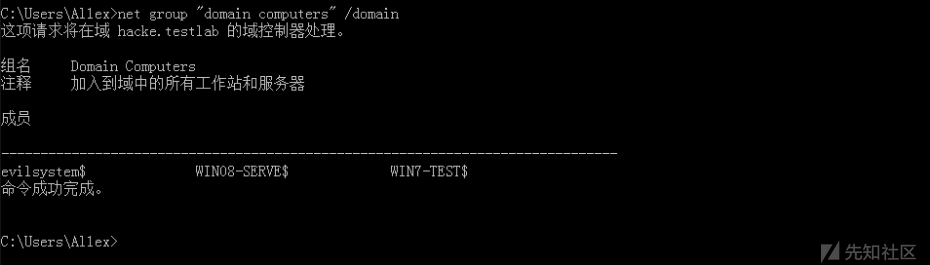 C:\Users\Al1ex>net group "domain computers" /domain
这项请求将在域 hacke.testlab 的域控制器处理。
组名     Domain Computers
注释     加入到域中的所有工作站和服务器
成员
-------------------------------------------------------------------------------
evilsystem$              WIN08-SERVE$             WIN7-TEST$
命令成功完成。
C:\Users\Al1ex>
先知社区